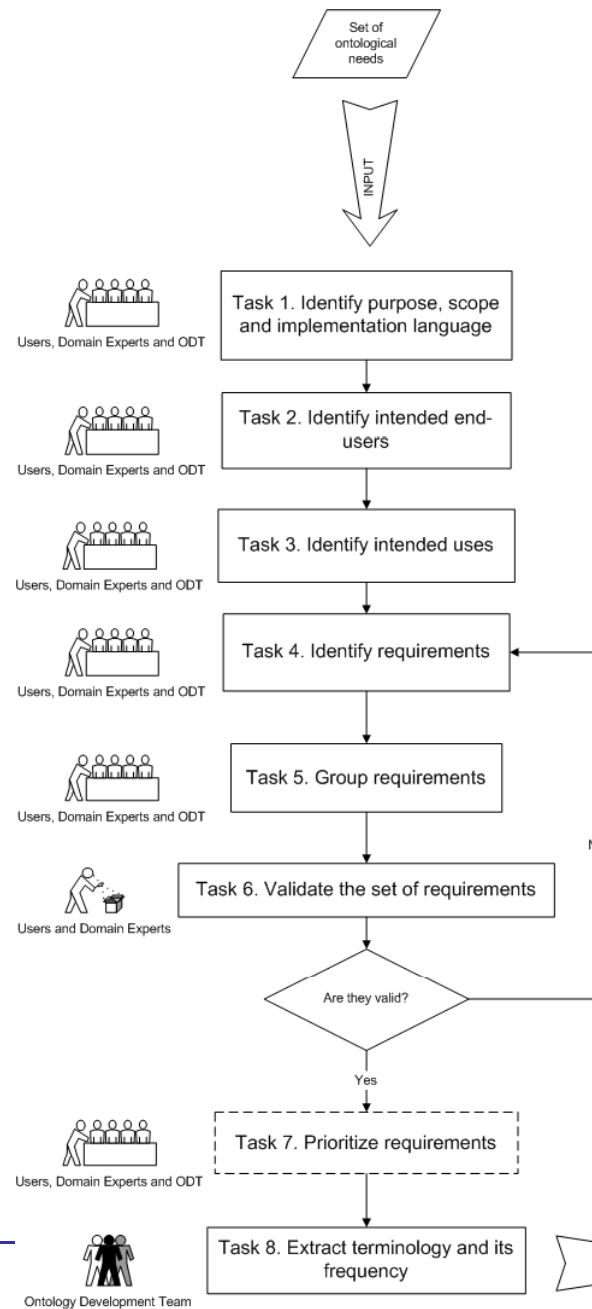 Set of
ontological
needs
INPUT
Task 1. Identify purpose, scope
and implementation language
Users, Domain Experts and ODT
Task 2. Identify intended end-
users
Users, Domain Experts and ODT
Task 3. Identify intended uses
Users, Domain Experts and ODT
Task 4. Identify requirements
Users, Domain Experts and ODT
Task 5. Group requirements
Users, Domain Experts and ODT
Task 6. Validate the set of requirements
Users and Domain Experts
Are they valid?
Yes
Task 7. Prioritize requirements
Users, Domain Experts and ODT
Task 8. Extract terminology and its
frequency
Ontology Development Team